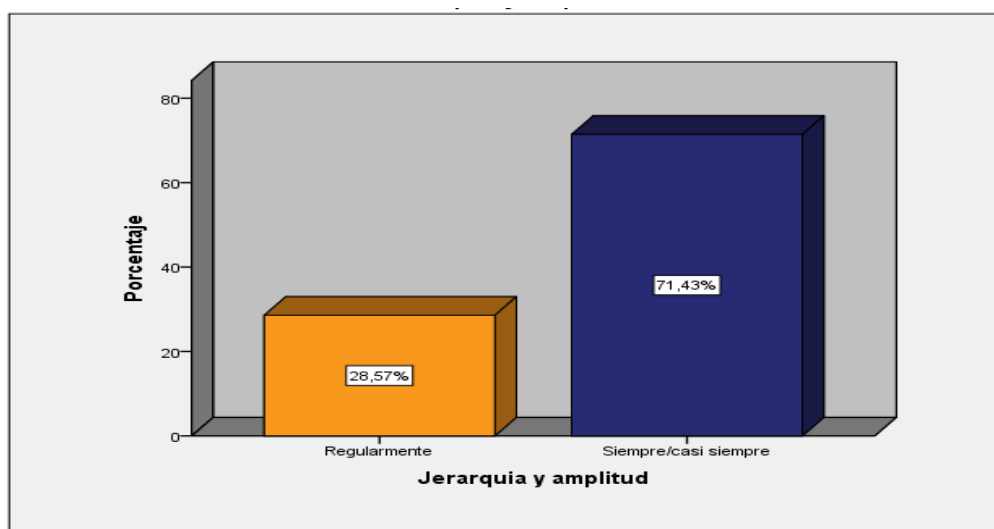 80
60
40
20
0
Porcentaje
71,43%
28,57%
Regularmente
Siempre/casi siempre
Jerarquia y amplitud